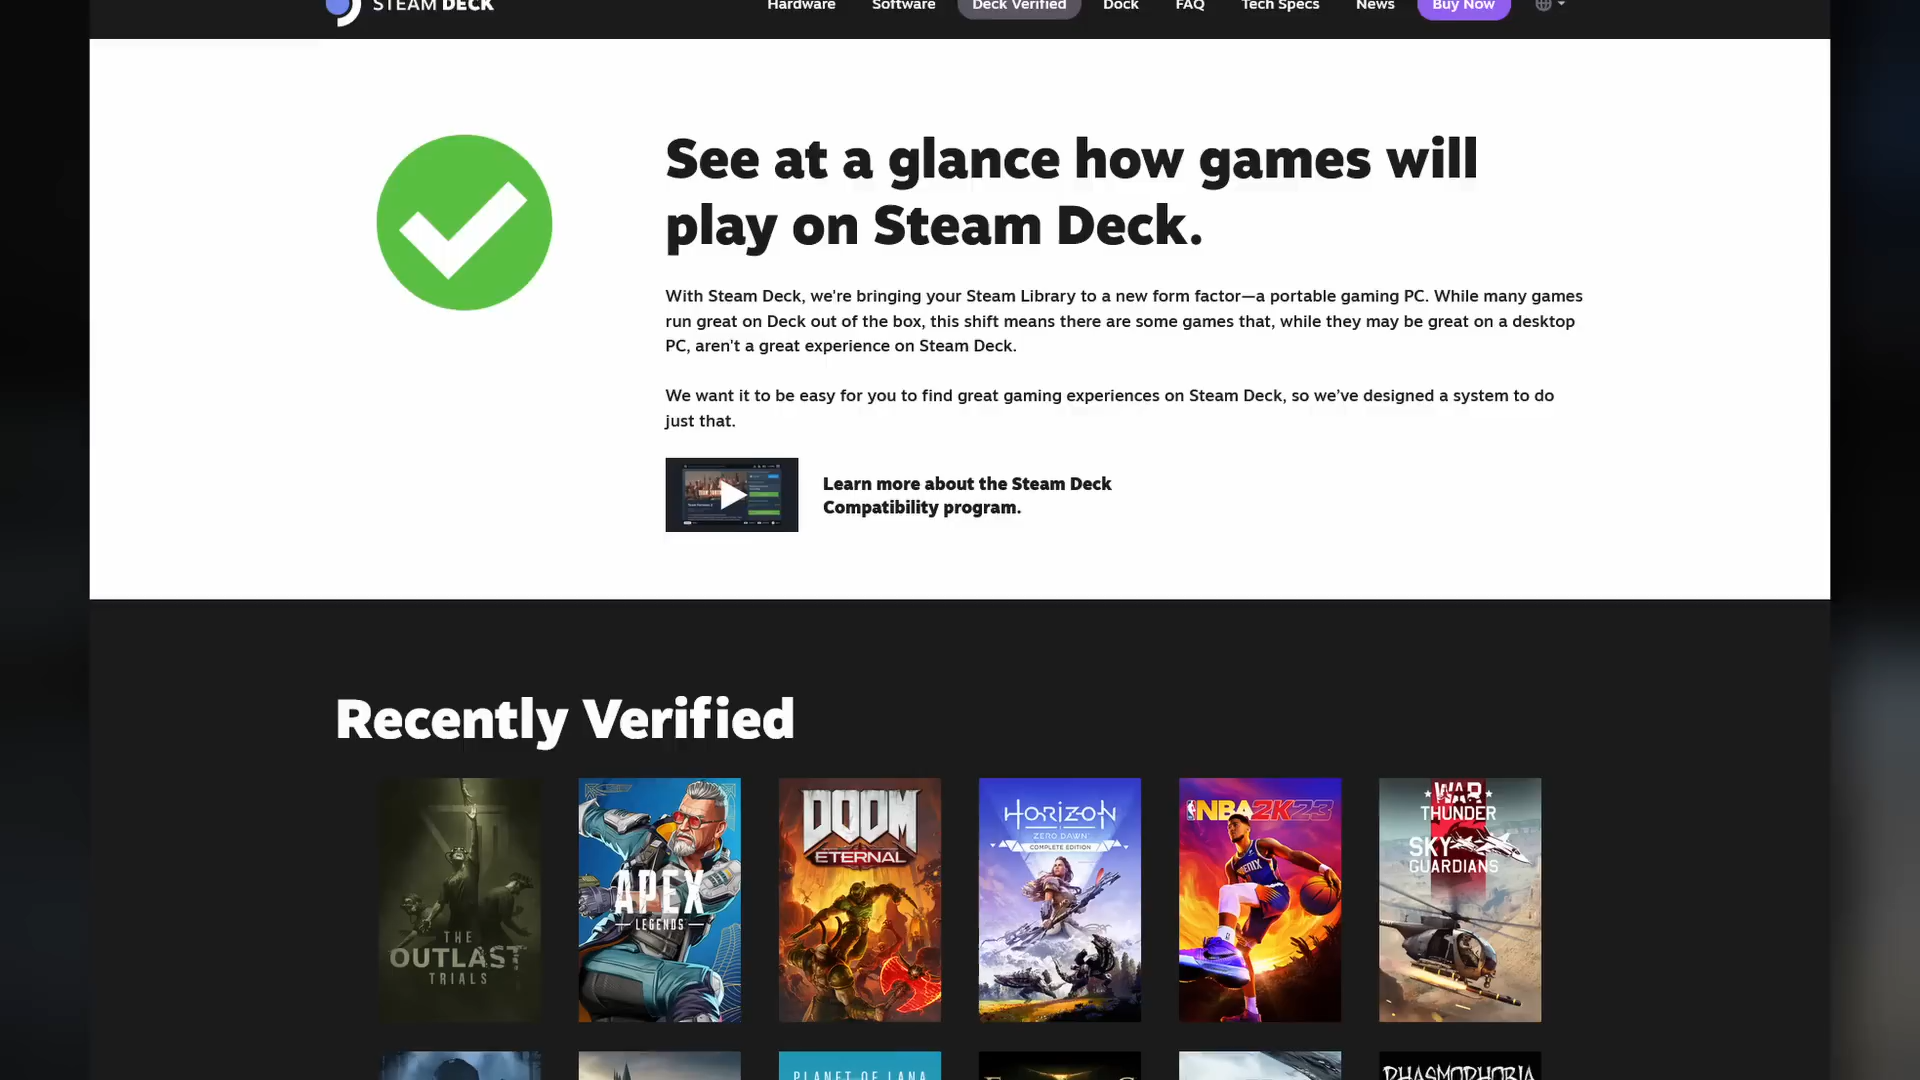 STEAM DECK
Hardware
Software
Deck Verified
Dock
FAQ
Tech Specs
News
Buy Now
See at a glance how games will
play on Steam Deck.
With Steam Deck, we're bringing your Steam Library to a new form factor—a portable gaming PC. While many games
run great on Deck out of the box, this shift means there are some games that, while they may be great on a desktop
PC, aren't a great experience on Steam Deck.
We want it to be easy for you to find great gaming experiences on Steam Deck, so we’ve designed a system to do
just that.
Learn more about the Steam Deck
Compatibility program.
Recently Verified
THE
OUTLAST
TRIALS
APEX
LEGENDS
DOOM
ETERNAL
HORIZON
ZERO DAWN
COMPLETE EDITION
NBA 2K23
PHOENIX
WAR
THUNDER
SKY
GUARDIANS
PLANET OF LANA
PHASMOPHOBIA